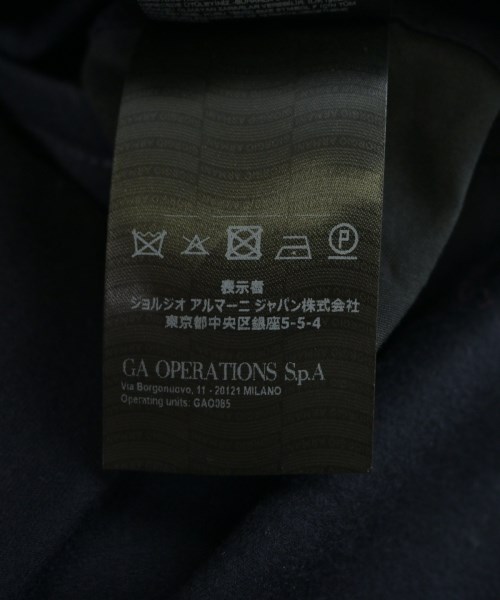 P
表示者
ジョルジオ アルマーニ ジャパン株式会社
東京都中央区銀座5-5-4
GA OPERATIONS S.p.A
Via Borgonuovo, 11 - 20121 MILANO
Operating units: GAO085